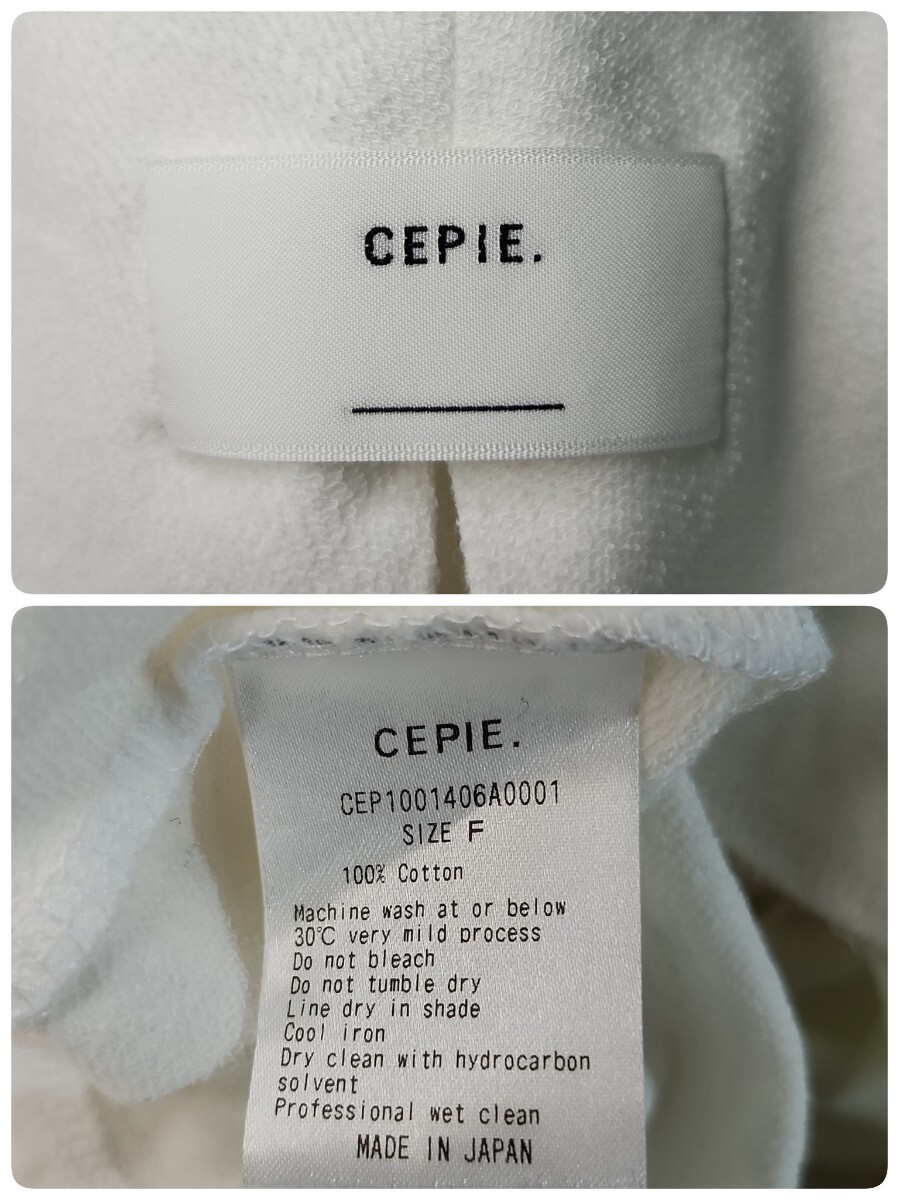 CEPIE.
CEPIE.
CEP1001406A0001
SIZE F
100% Cotton
Machine wash at or below
30℃ very mild process
Do not bleach
Do not tumble dry
Line dry in shade
Cool iron
Dry clean with hydrocarbon
solvent
Professional wet clean
MADE IN JAPAN